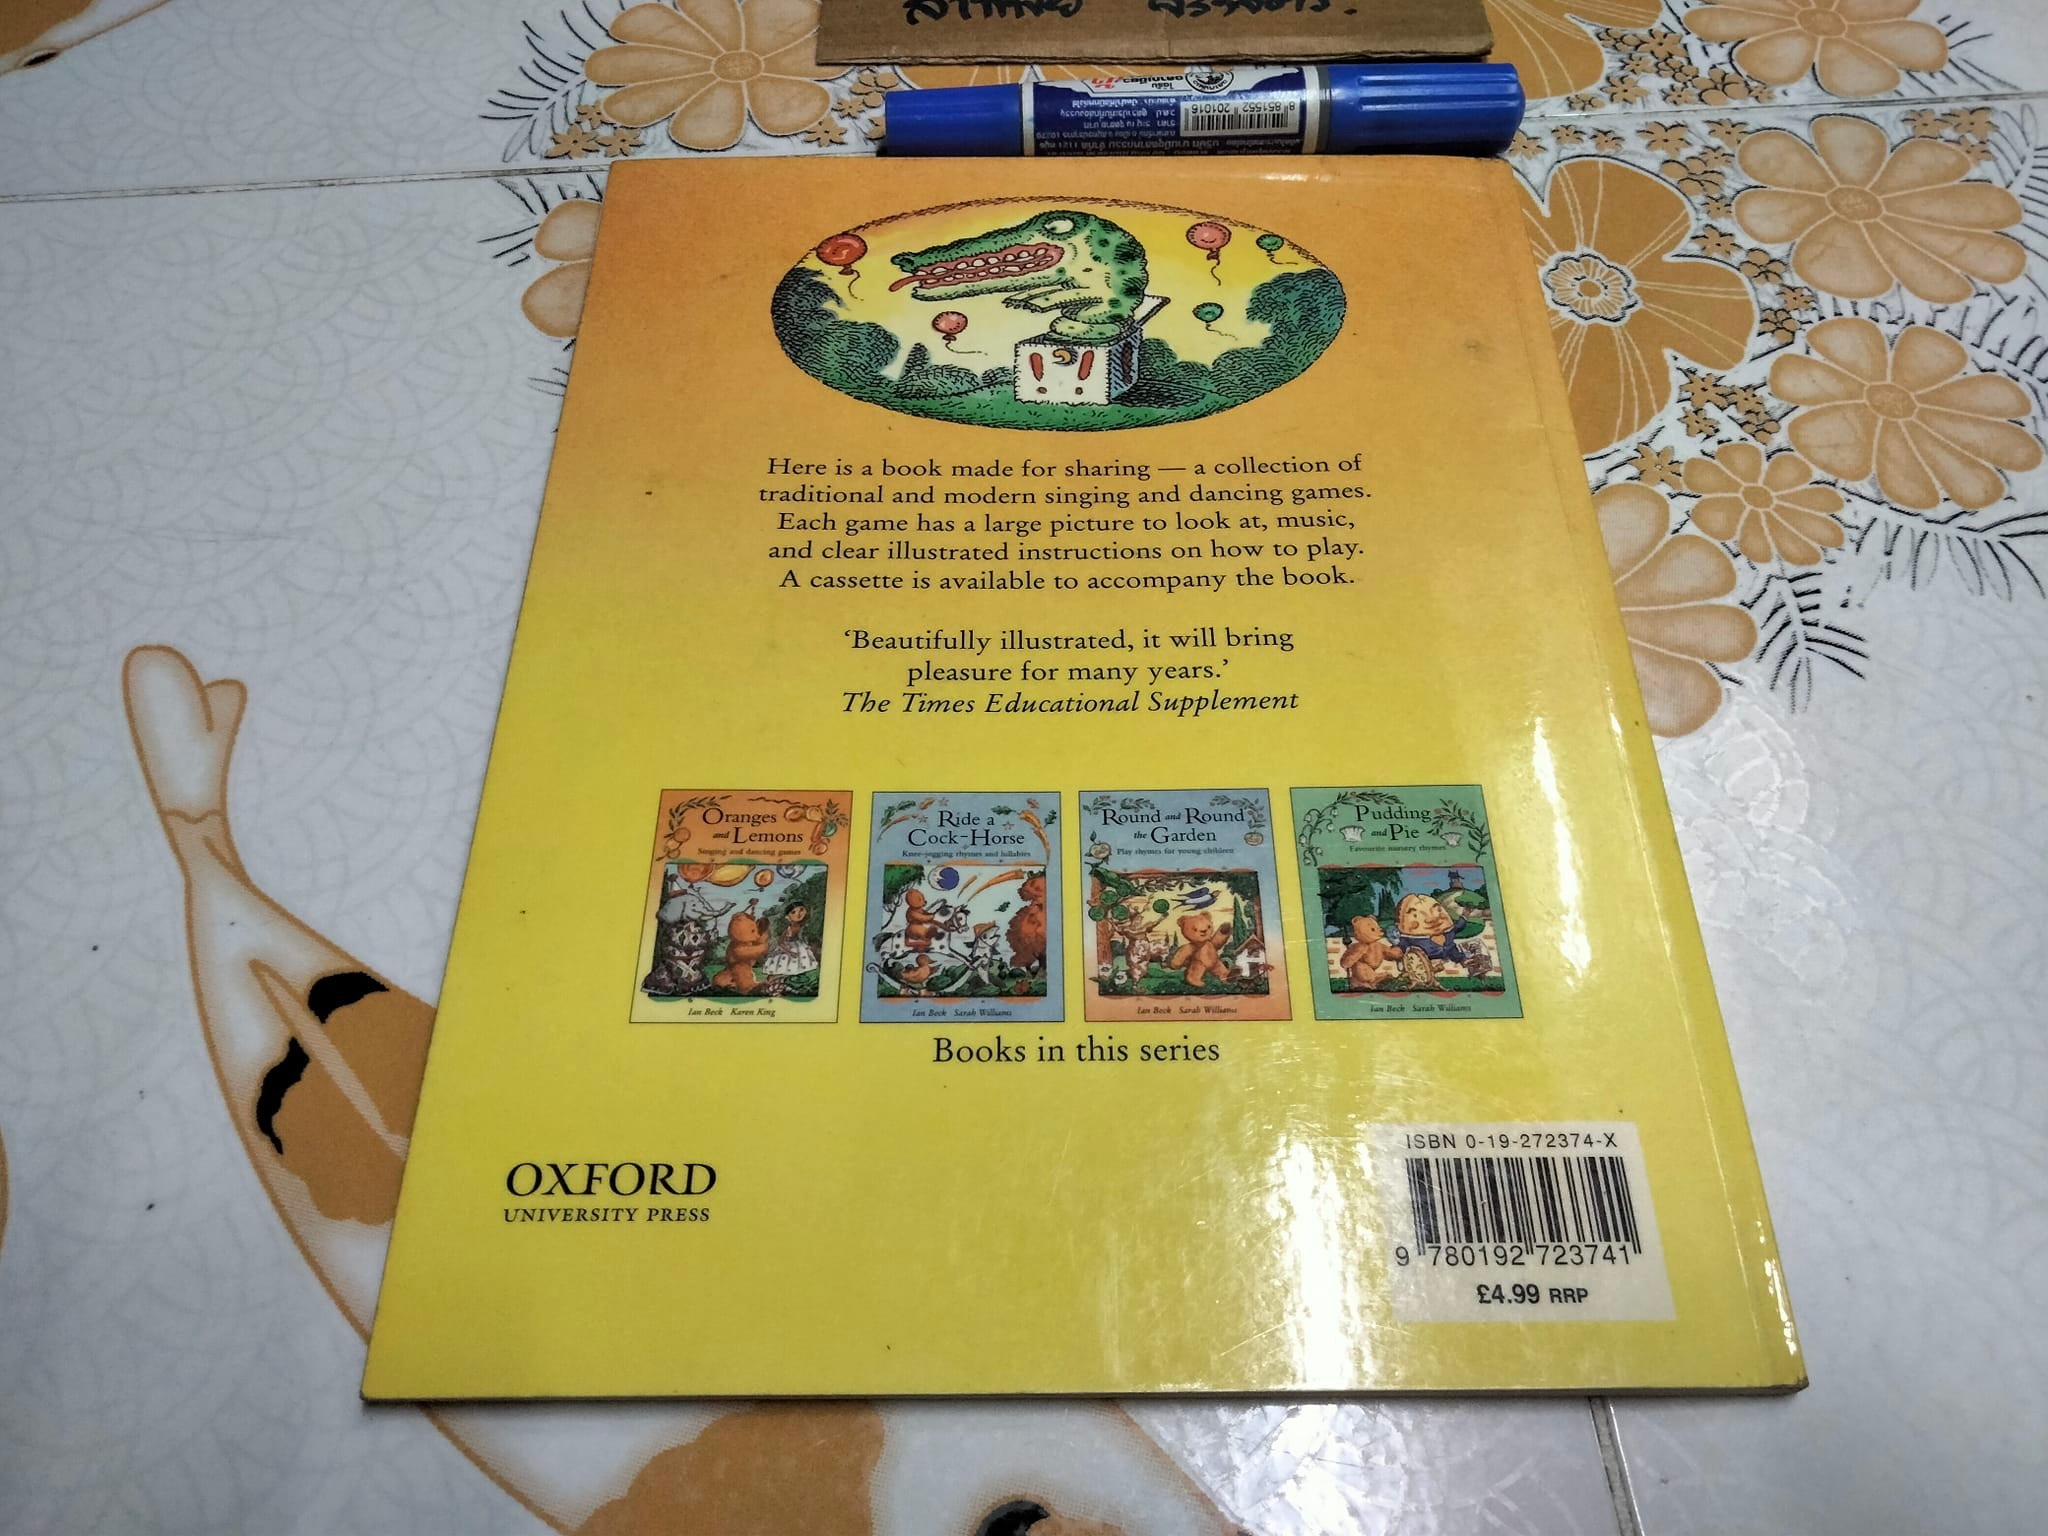 8 851552 201016
Here is a book made for sharing — a collection of
traditional and modern singing and dancing games.
Each game has a large picture to look at, music,
and clear illustrated instructions on how to play.
A cassette is available to accompany the book.
‘Beautifully illustrated, it will bring
pleasure for many years.’
The Times Educational Supplement
Oranges
and Lemons
Singing and dancing games
Ian Beck Karen King
Ride a
Cock-Horse
Knee-jogging rhymes and lullabies
Ian Beck Sarah Williams
Round and Round
the Garden
Play rhymes for young children
Ian Beck Sarah Williams
Pudding
and Pie
Favourite nursery rhymes
Ian Beck Sarah Williams
Books in this series
OXFORD
UNIVERSITY PRESS
ISBN 0-19-272374-X
9 780192 723741
£4.99 RRP